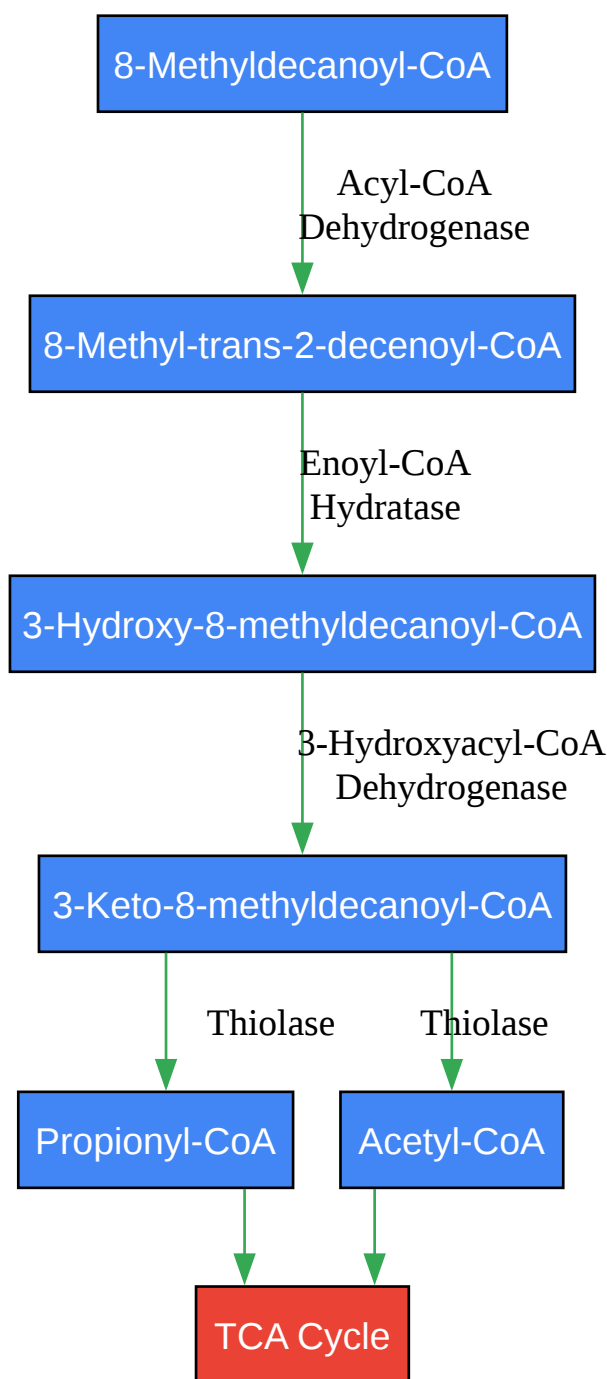 8-Methyldecanoyl-CoA
Acyl-CoA
Dehydrogenase
8-Methyl-trans-2-decenoyl-CoA
Enoyl-CoA
Hydratase
3-Hydroxy-8-methyldecanoyl-CoA
3-Hydroxyacyl-CoA
Dehydrogenase
3-Keto-8-methyldecanoyl-CoA
Thiolase
Thiolase
Propionyl-CoA
Acetyl-CoA
TCA Cycle